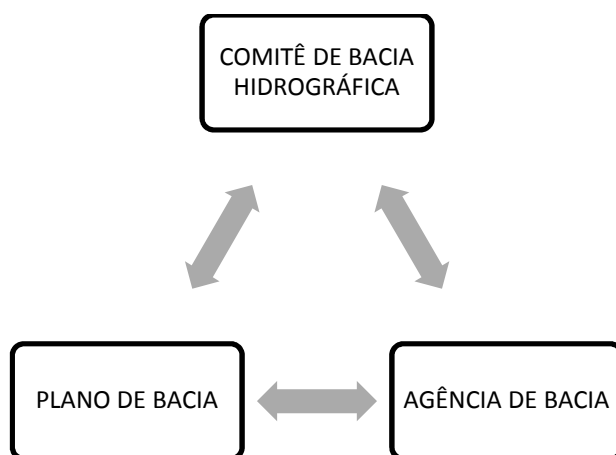 COMITÊ DE BACIA
HIDROGRÁFICA
PLANO DE BACIA
AGÊNCIA DE BACIA